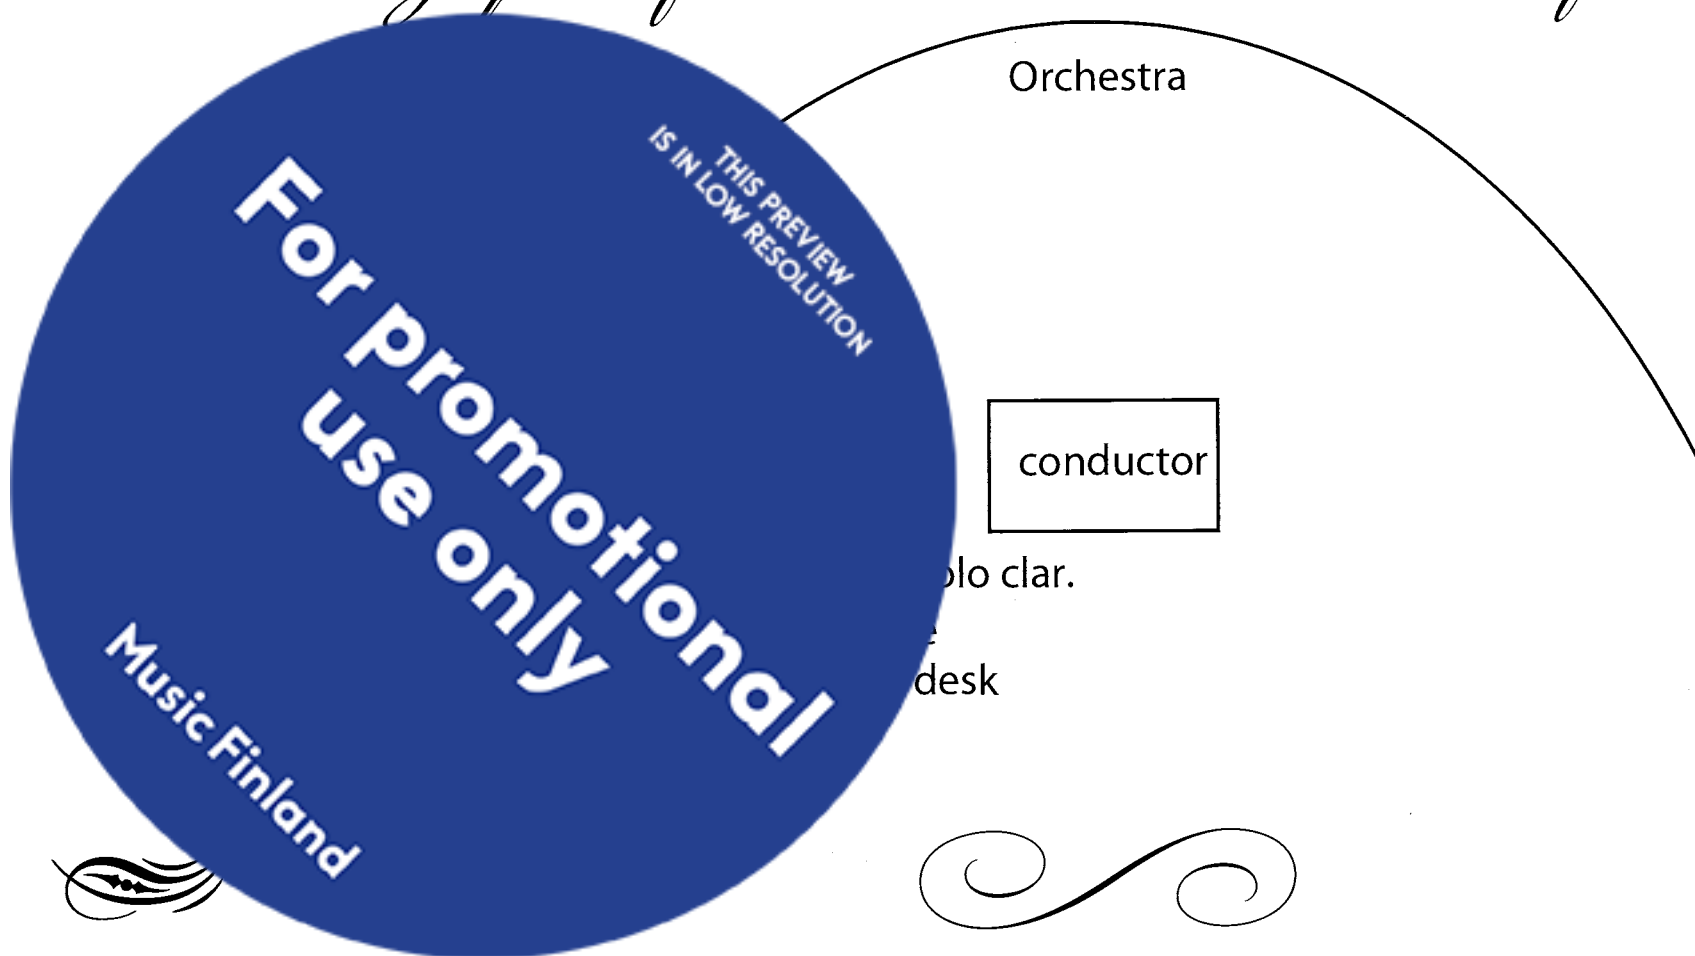 Orchestra
THIS PREVIEW
IS IN LOW RESOLUTION
For promotional
use only
conductor
clar.
desk
Music Finland